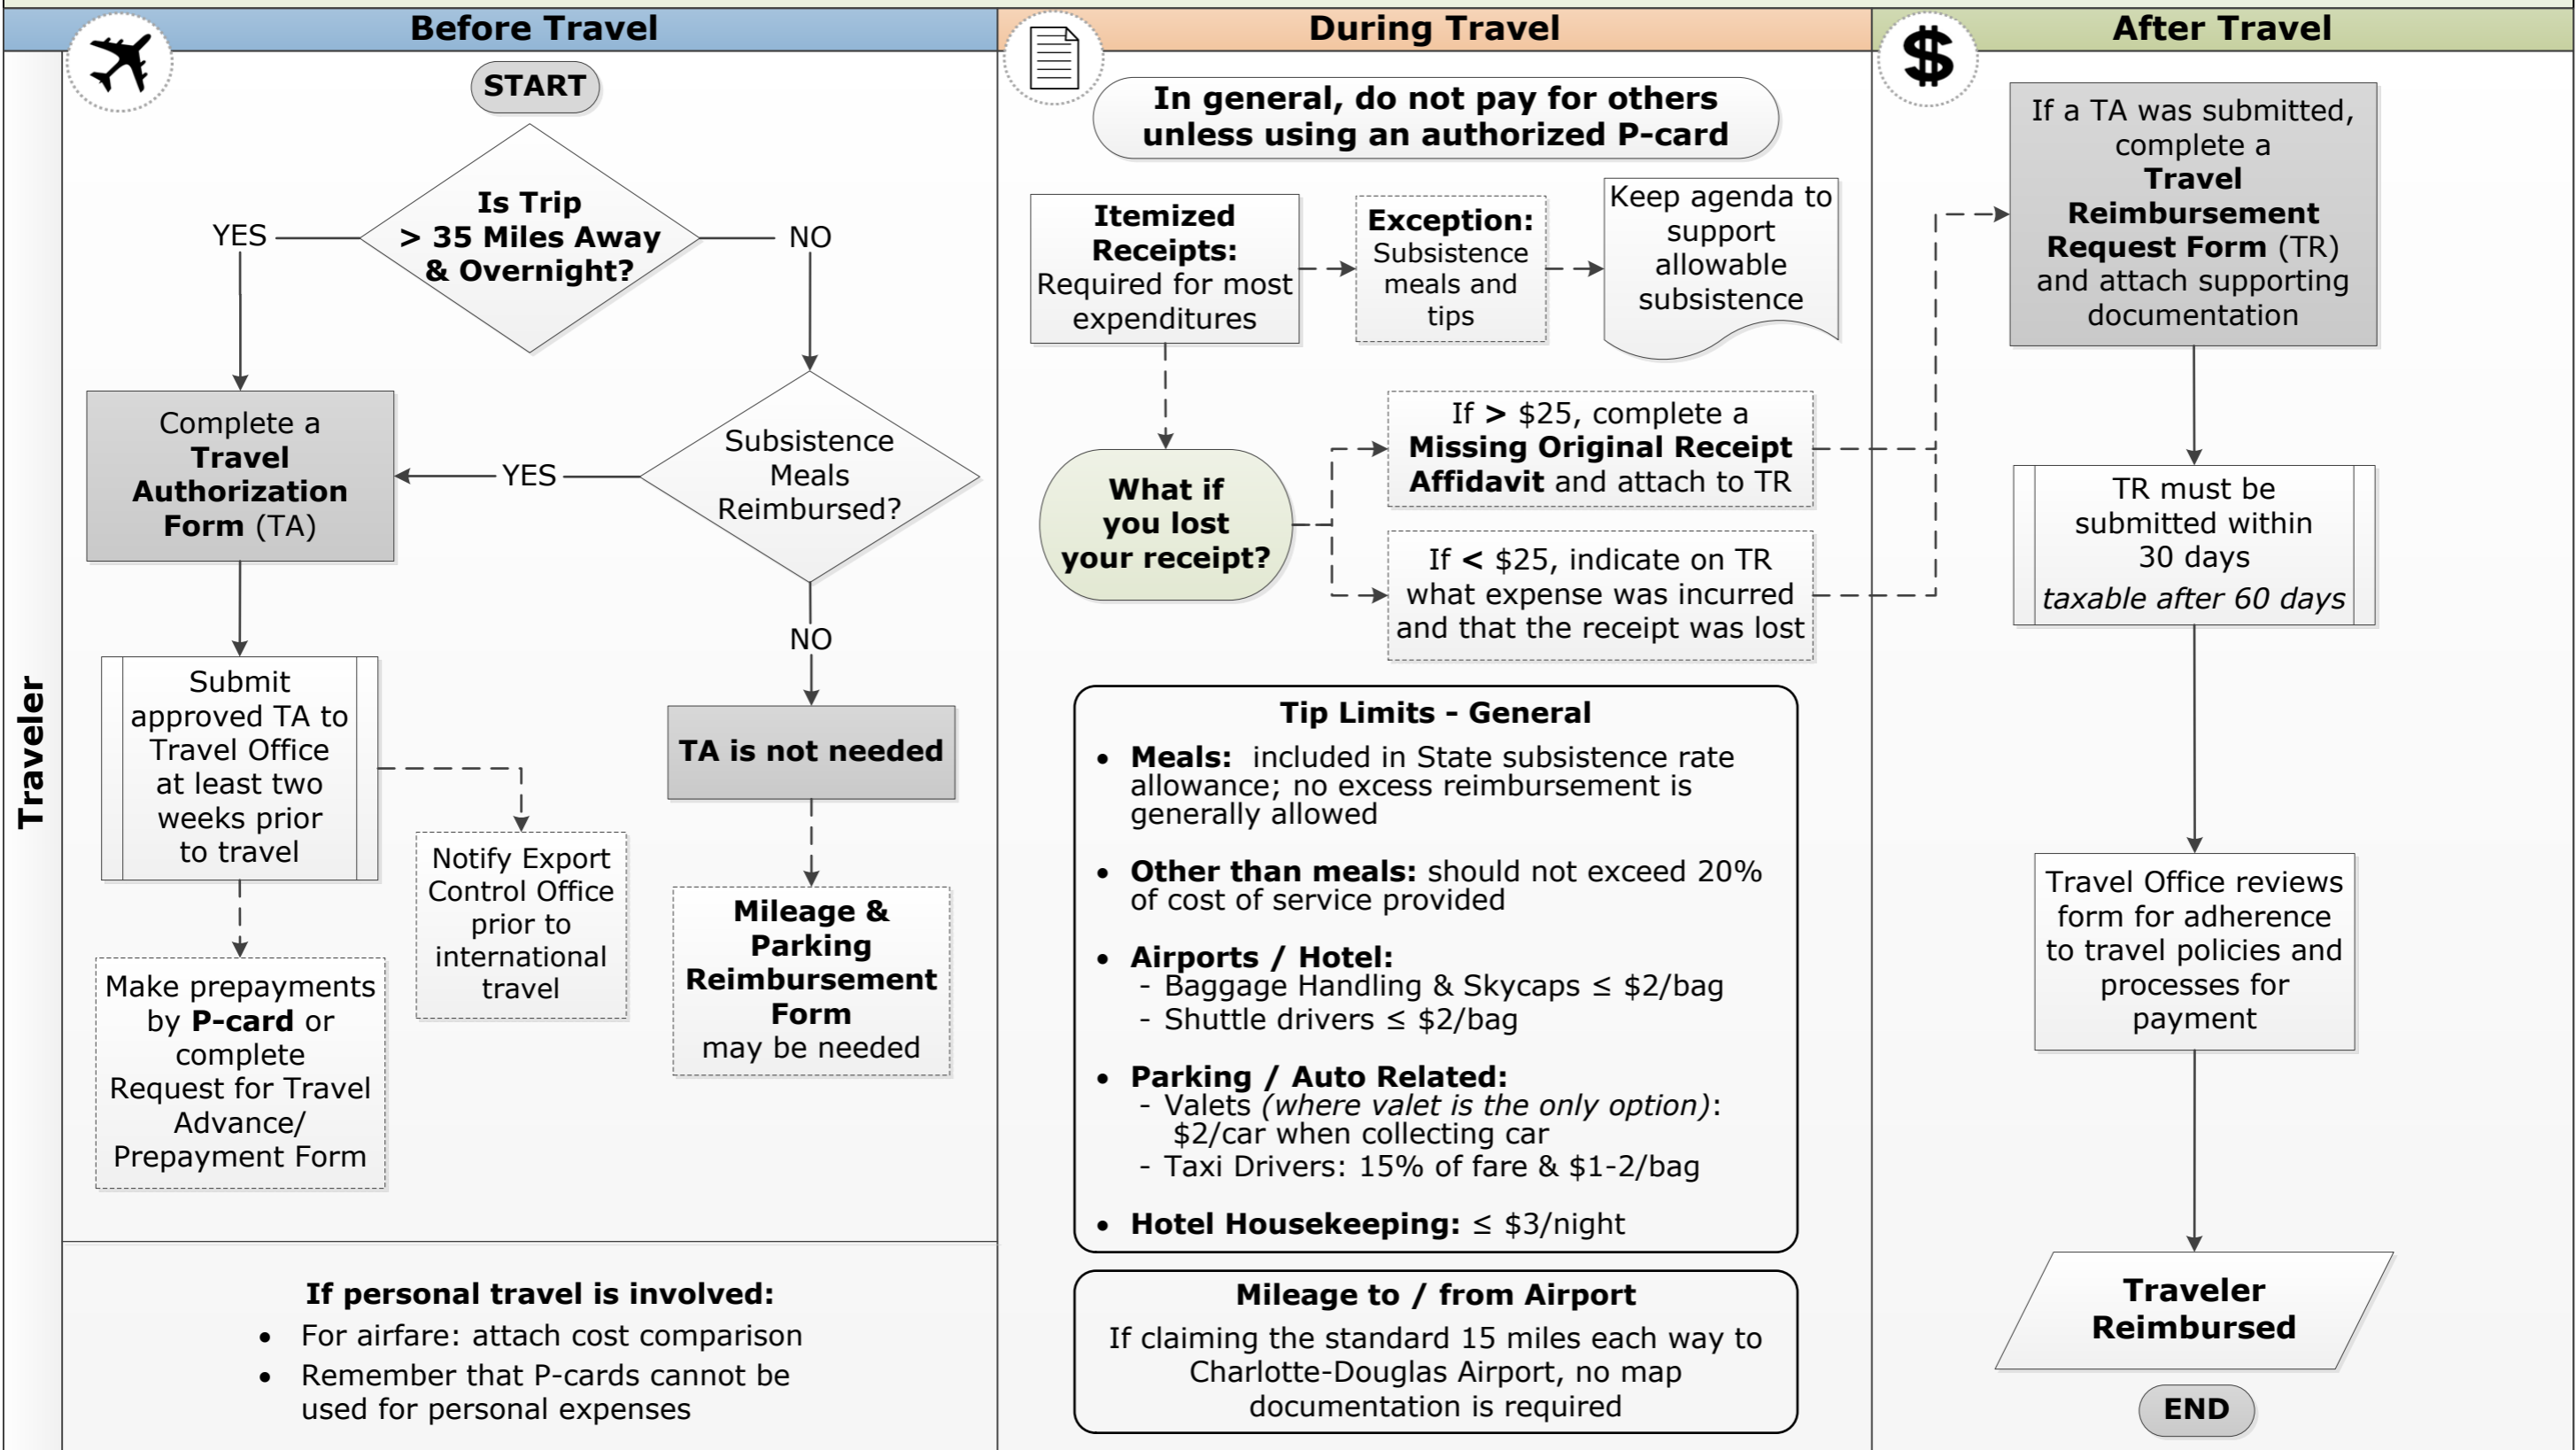 Before Travel
During Travel
After Travel
Traveler
START
Is Trip
> 35 Miles Away
& Overnight?
YES
NO
Complete a
Travel
Authorization
Form (TA)
YES
Subsistence
Meals
Reimbursed?
NO
Submit
approved TA to
Travel Office
at least two
weeks prior
to travel
TA is not needed
Notify Export
Control Office
prior to
international
travel
Mileage &
Parking
Reimbursement
Form
may be needed
Make prepayments
by P-card or
complete
Request for Travel
Advance/
Prepayment Form
If personal travel is involved:
• For airfare: attach cost comparison
• Remember that P-cards cannot be
used for personal expenses
In general, do not pay for others
unless using an authorized P-card
Itemized
Receipts:
Required for most
expenditures
Exception:
Subsistence
meals and
tips
Keep agenda to
support
allowable
subsistence
What if
you lost
your receipt?
If > $25, complete a
Missing Original Receipt
Affidavit and attach to TR
If < $25, indicate on TR
what expense was incurred
and that the receipt was lost
Tip Limits - General
• Meals: included in State subsistence rate
allowance; no excess reimbursement is
generally allowed
• Other than meals: should not exceed 20%
of cost of service provided
• Airports / Hotel:
- Baggage Handling & Skycaps ≤ $2/bag
- Shuttle drivers ≤ $2/bag
• Parking / Auto Related:
- Valets (where valet is the only option):
$2/car when collecting car
- Taxi Drivers: 15% of fare & $1-2/bag
• Hotel Housekeeping: ≤ $3/night
Mileage to / from Airport
If claiming the standard 15 miles each way to
Charlotte-Douglas Airport, no map
documentation is required
$
If a TA was submitted,
complete a
Travel
Reimbursement
Request Form (TR)
and attach supporting
documentation
TR must be
submitted within
30 days
taxable after 60 days
Travel Office reviews
form for adherence
to travel policies and
processes for
payment
Traveler
Reimbursed
END